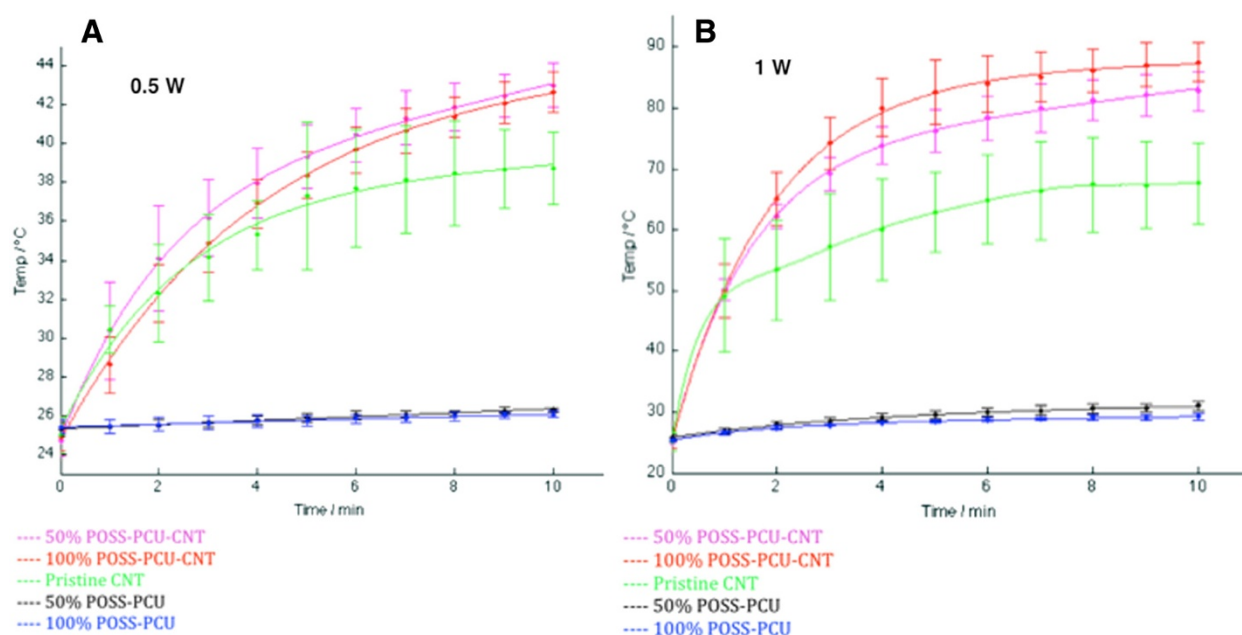 A
0.5 W
44
42
40
38
36
34
32
30
28
26
24
Temp /°C
0 2 4 6 8 10
Time / min
---- 50% POSS-PCU-CNT
---- 100% POSS-PCU-CNT
---- Pristine CNT
---- 50% POSS-PCU
---- 100% POSS-PCU
B
1 W
90
80
70
60
50
40
30
20
Temp /°C
0 2 4 6 8 10
Time / min
---- 50% POSS-PCU-CNT
---- 100% POSS-PCU-CNT
---- Pristine CNT
---- 50% POSS-PCU
---- 100% POSS-PCU